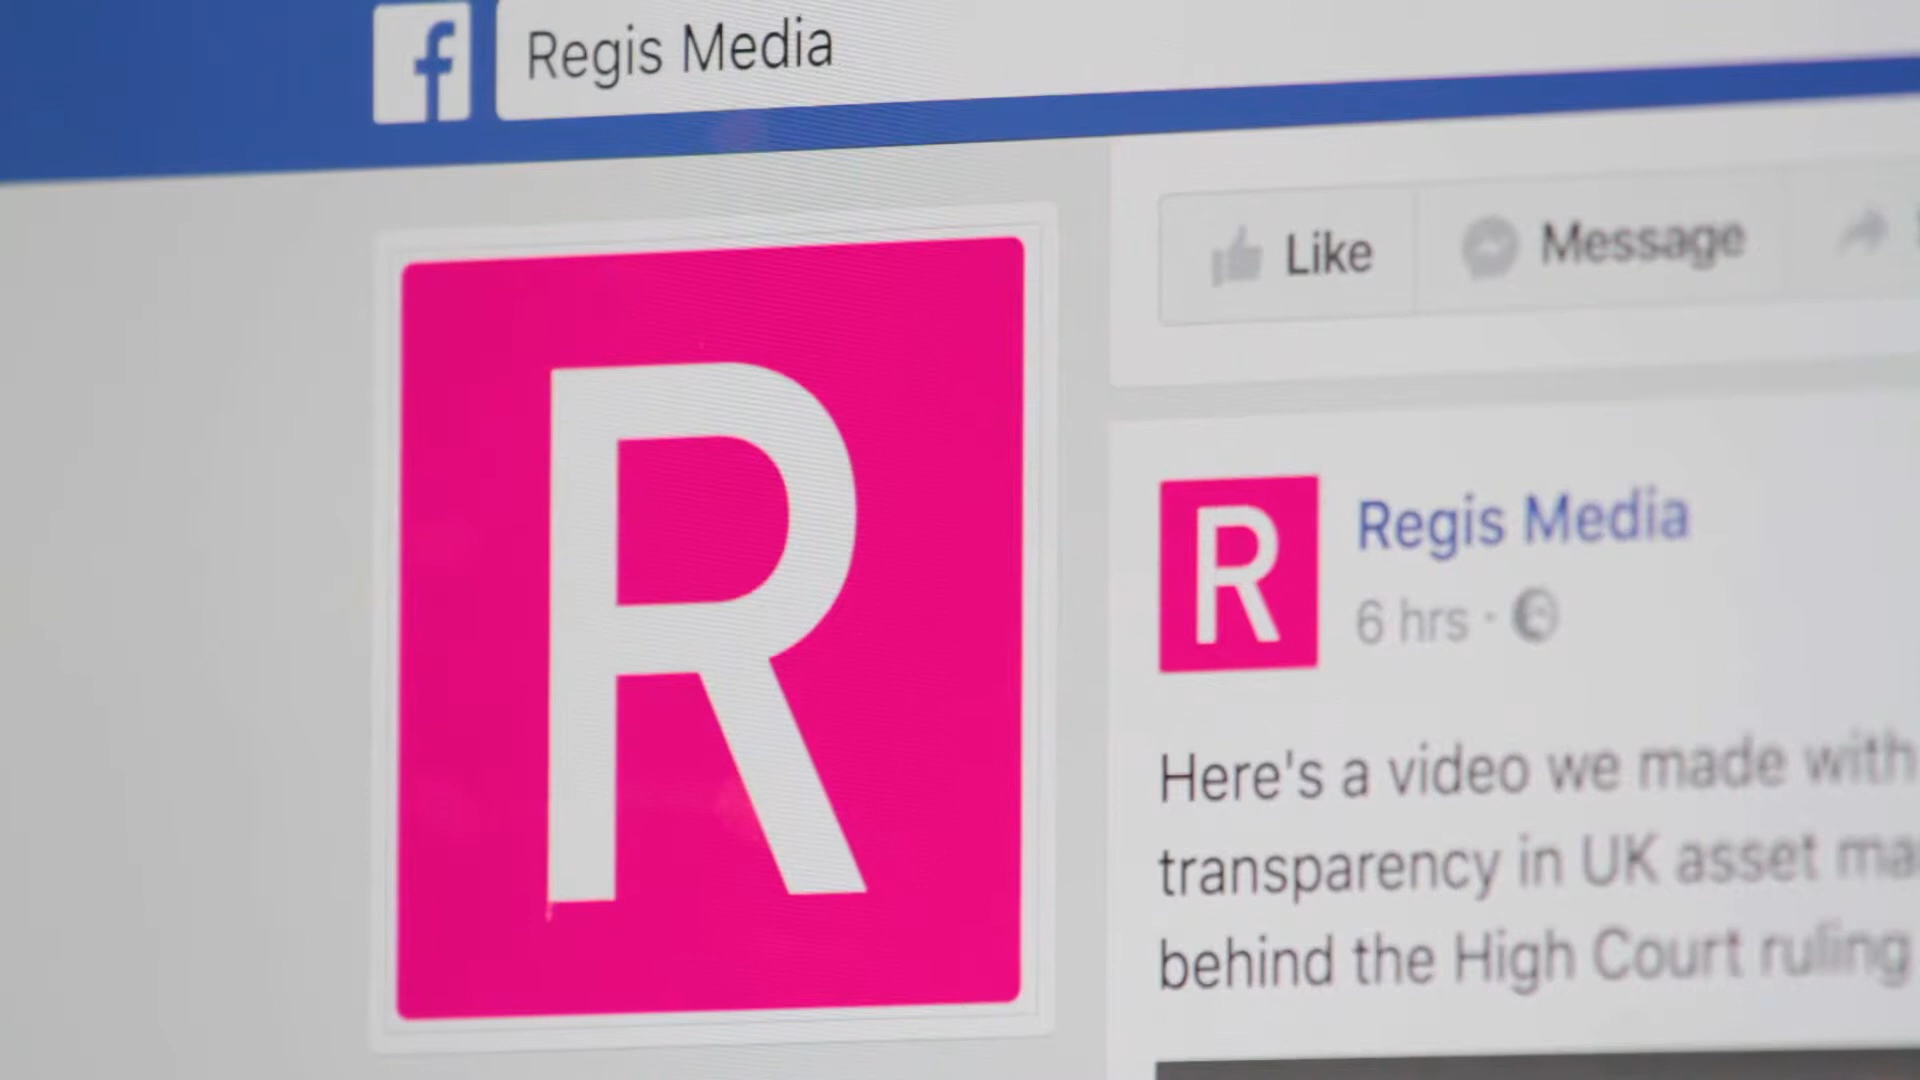 f Regis Media
Like Message
R
R Regis Media
6 hrs ·
Here's a video we made with
transparency in UK asset
behind the High Court ruling